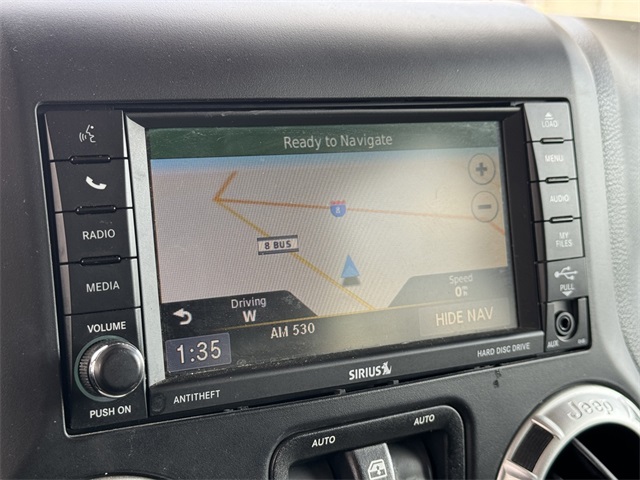 Ready to Navigate
LOAD
MENU
AUDIO
MY
FILES
PULL
AUX
RADIO
MEDIA
VOLUME
PUSH ON
8
8 BUS
Driving
W
Speed
0
AM 530
HIDE NAV
1:35
SIRIUS
HARD DISC DRIVE
ANTITHEFT
AUTO
AUTO
Jeep